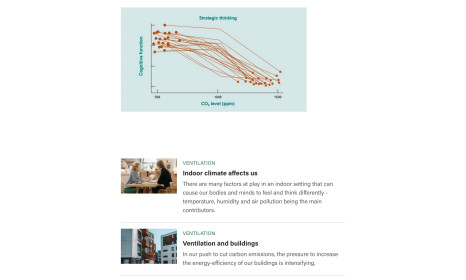 Strategic thinking
Cognitive function
500
1000
1500
CO₂ level (ppm)
VENTILATION
Indoor climate affects us
There are many factors at play in an indoor setting that can
cause our bodies and minds to feel and think differently -
temperature, humidity and air pollution being the main
contributors.
VENTILATION
Ventilation and buildings
In our push to cut carbon emissions, the pressure to increase
the energy-efficiency of our buildings is intensifying.